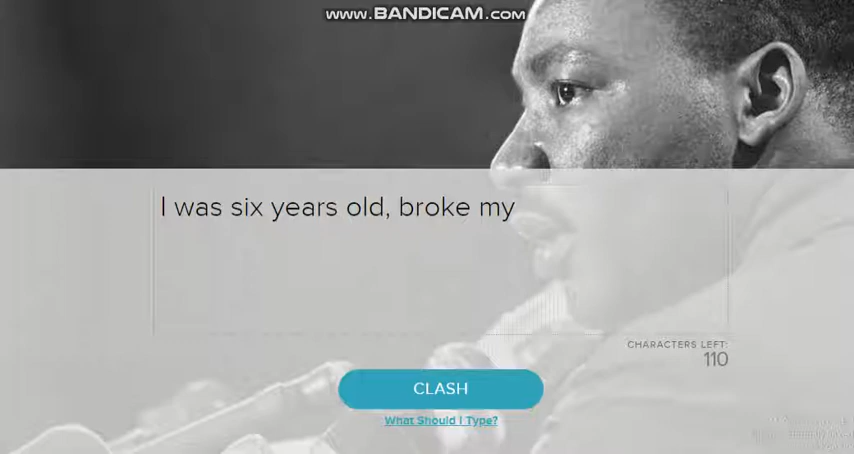 www.BANDICAM.com
I was six years old, broke my
CHARACTERS LEFT:
110
CLASH
What Should I Type?